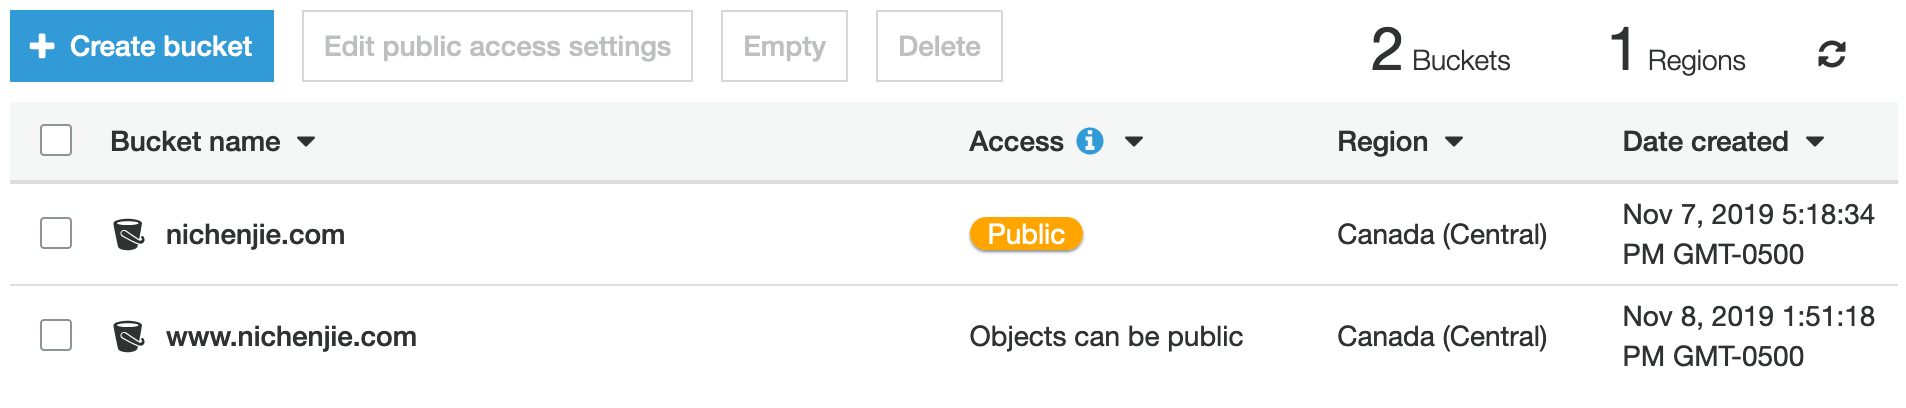 Create bucket Edit public access settings Empty Delete 2 Buckets 1 Regions
Bucket name Access Region Date created
nichenjie.com Public Canada (Central) Nov 7, 2019 5:18:34
PM GMT-0500
www.nichenjie.com Objects can be public Canada (Central) Nov 8, 2019 1:51:18
PM GMT-0500